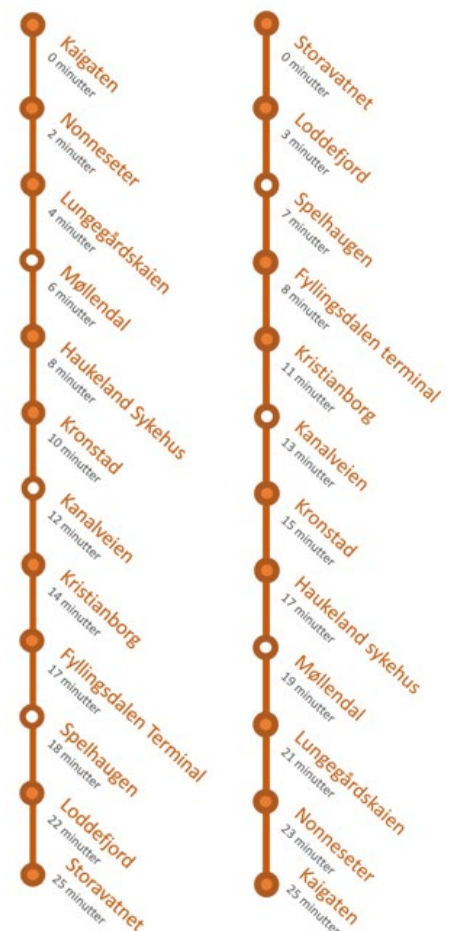 Kaigaten
0 minutter
Nonneseter
2 minutter
Lungegårdskaien
4 minutter
Møllendal
6 minutter
Haukeland Sykehus
8 minutter
Kronstad
10 minutter
Kanalveien
12 minutter
Kristianborg
14 minutter
Fyllingsdalen Terminal
17 minutter
Spelhaugen
18 minutter
Loddefjord
22 minutter
Storavatnet
25 minutter
Storavatnet
0 minutter
Loddefjord
3 minutter
Spelhaugen
7 minutter
Fyllingsdalen terminal
8 minutter
Kristianborg
11 minutter
Kanalveien
13 minutter
Kronstad
15 minutter
Haukeland sykehus
17 minutter
Møllendal
19 minutter
Lungegårdskaien
21 minutter
Nonneseter
23 minutter
Kaigaten
25 minutter